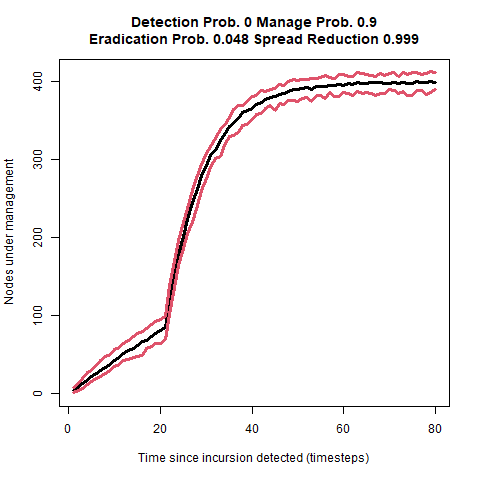 Detection Prob. 0 Manage Prob. 0.9
Eradication Prob. 0.048 Spread Reduction 0.999
Nodes under management
400
300
200
100
0
0 20 40 60 80
Time since incursion detected (timesteps)